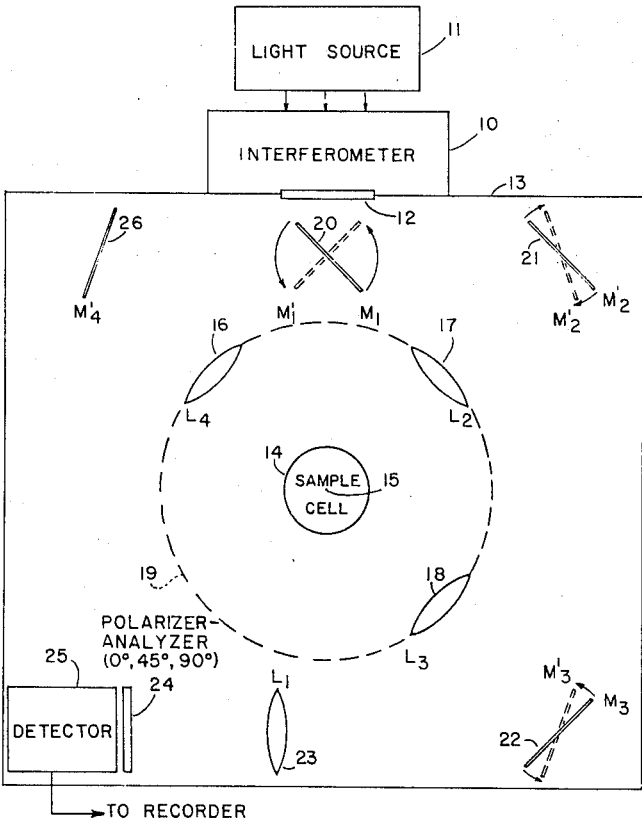 11
LIGHT SOURCE
10
INTERFEROMETER
13
12
26
20
21
M'4
M'1
M1
M'2
M'2
16
17
L4
L2
14
SAMPLE
CELL
15
19
18
POLARIZER-
ANALYZER
(0°, 45°, 90°)
L3
25
24
L1
M'3
M3
DETECTOR
23
22
TO RECORDER